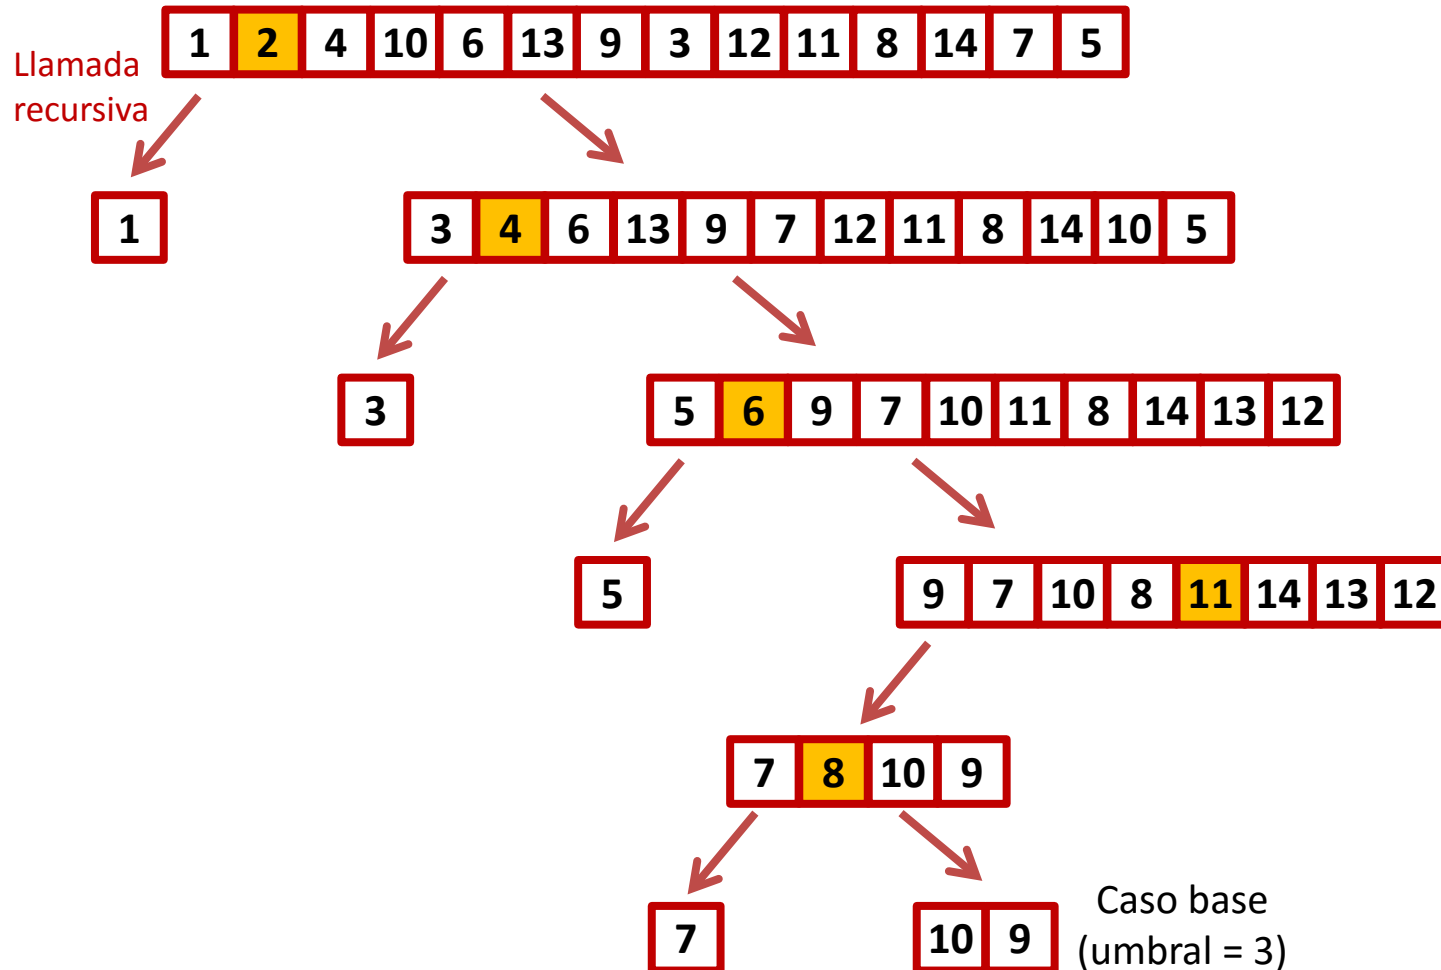 1 2 4 10 6 13 9 3 12 11 8 14 7 5
Llamada
recursiva
1
3 4 6 13 9 7 12 11 8 14 10 5
3
5 6 9 7 10 11 8 14 13 12
5
9 7 10 8 11 14 13 12
7 8 10 9
7
10 9
Caso base
(umbral = 3)